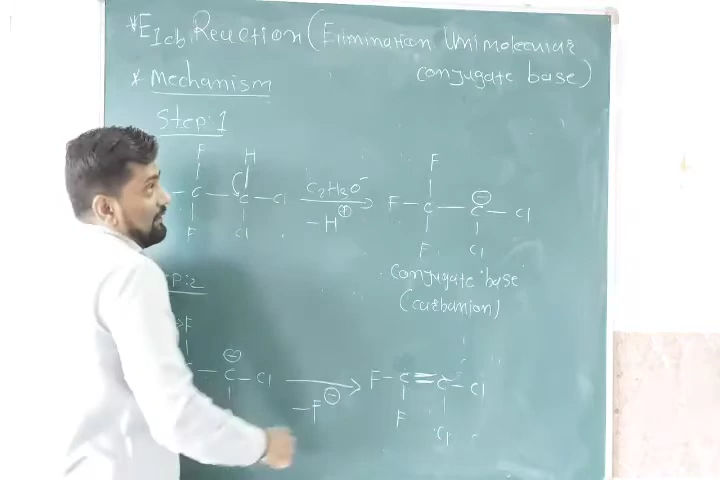 *E1cb Reaction (Elimination Unimolecular
conjugate base)
* Mechanism
Step:1
F H F
C — C — Cl C2H5O⁻ F — C — C⊖ — Cl
−H⊕
F Cl F Cl
conjugate base
(carbanion)
ep:2
F
C⊖ — Cl −F⊖ F — C = C — Cl
F Cl